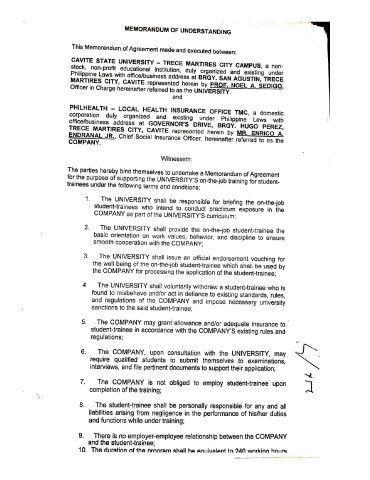 MEMORANDUM OF UNDERSTANDING
This Memorandum of Agreement made and executed between:
CAVITE STATE UNIVERSITY – TRECE MARTIRES CITY CAMPUS, a non-
stock, non-profit educational institution, duly organized and existing under
Philippine Laws with office/business address at BRGY. SAN AGUSTIN, TRECE
MARTIRES CITY, CAVITE represented herein by PROF. NOEL A. SEDIGO,
Officer in Charge hereinafter referred to as the UNIVERSITY.
and
PHILHEALTH – LOCAL HEALTH INSURANCE OFFICE TMC, a domestic
corporation duly organized and existing under Philippine Laws with
office/business address at GOVERNOR'S DRIVE, BRGY. HUGO PEREZ,
TRECE MARTIRES CITY, CAVITE represented herein by MR. ENRICO A.
ENDRANAL JR., Chief Social Insurance Officer, hereinafter referred to as the
COMPANY.
Witnesseth:
The parties hereby bind themselves to undertake a Memorandum of Agreement
for the purpose of supporting the UNIVERSITY'S on-the-job training for student-
trainees under the following terms and conditions:
1. The UNIVERSITY shall be responsible for briefing the on-the-job
student-trainees who intend to conduct practicum exposure in the
COMPANY as part of the UNIVERSITY'S curriculum;
2. The UNIVERSITY shall provide the on-the-job student-trainee the
basic orientation on work values, behavior, and discipline to ensure
smooth cooperation with the COMPANY;
3. The UNIVERSITY shall issue an official endorsement vouching for
the well being of the on-the-job student-trainee which shall be used by
the COMPANY for processing the application of the student-trainee;
4. The UNIVERSITY shall voluntarily withdraw a student-trainee who is
found to misbehave and/or act in defiance to existing standards, rules,
and regulations of the COMPANY and impose necessary university
sanctions to the said student-trainee;
5. The COMPANY may grant allowance and/or adequate insurance to
student-trainee in accordance with the COMPANY'S existing rules and
regulations;
6. The COMPANY, upon consultation with the UNIVERSITY, may
require qualified students to submit themselves to examinations,
interviews, and file pertinent documents to support their application;
7. The COMPANY is not obliged to employ student-trainee upon
completion of the training;
8. The student-trainee shall be personally responsible for any and all
liabilities arising from negligence in the performance of his/her duties
and functions while under training;
9. There is no employer-employee relationship between the COMPANY
and the student-trainee;
10. The duration of the program shall be equivalent to 240 working hours